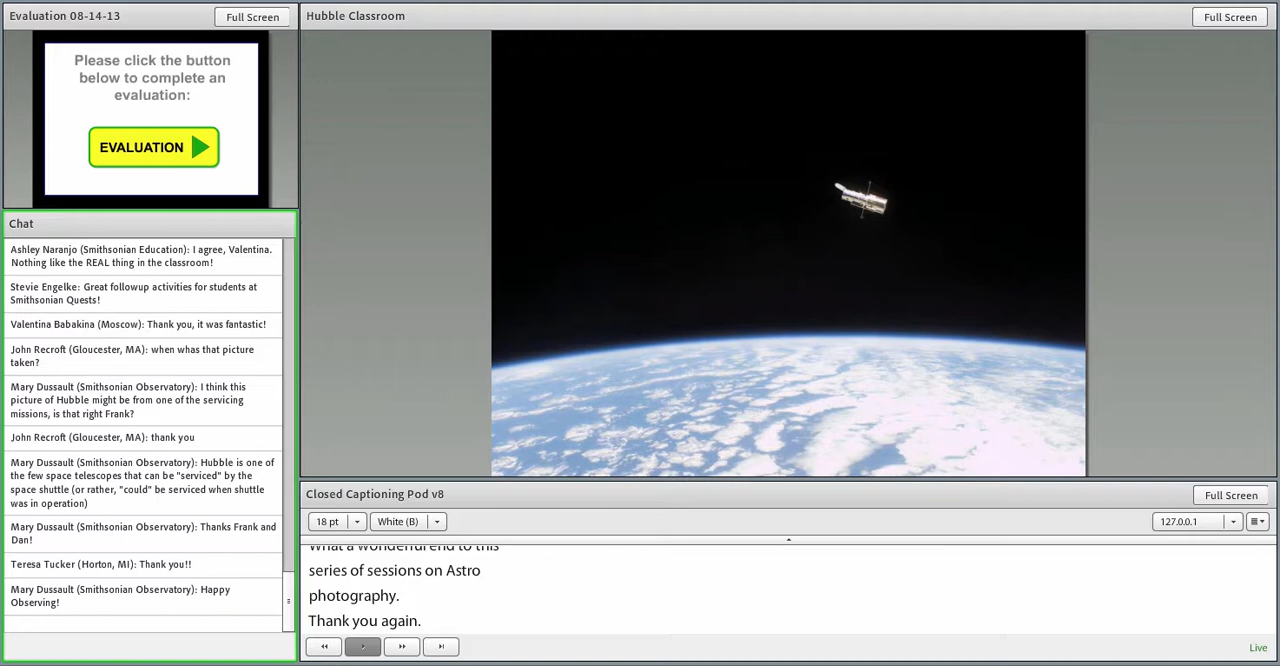 Evaluation 08-14-13
Full Screen
Please click the button
below to complete an
evaluation:
EVALUATION
Chat
Ashley Naranjo (Smithsonian Education): I agree, Valentina.
Nothing like the REAL thing in the classroom!
Stevie Engelke: Great followup activities for students at
Smithsonian Quests!
Valentina Babakina (Moscow): Thank you, it was fantastic!
John Recroft (Gloucester, MA): when whas that picture
taken?
Mary Dussault (Smithsonian Observatory): I think this
picture of Hubble might be from one of the servicing
missions, is that right Frank?
John Recroft (Gloucester, MA): thank you
Mary Dussault (Smithsonian Observatory): Hubble is one of
the few space telescopes that can be "serviced" by the
space shuttle (or rather, "could" be serviced when shuttle
was in operation)
Mary Dussault (Smithsonian Observatory): Thanks Frank and
Dan!
Teresa Tucker (Horton, MI): Thank you!!
Mary Dussault (Smithsonian Observatory): Happy
Observing!
Hubble Classroom
Full Screen
Closed Captioning Pod v8
Full Screen
18 pt
White (B)
127.0.0.1
What a wonderful end to this
series of sessions on Astro
photography.
Thank you again.
Live